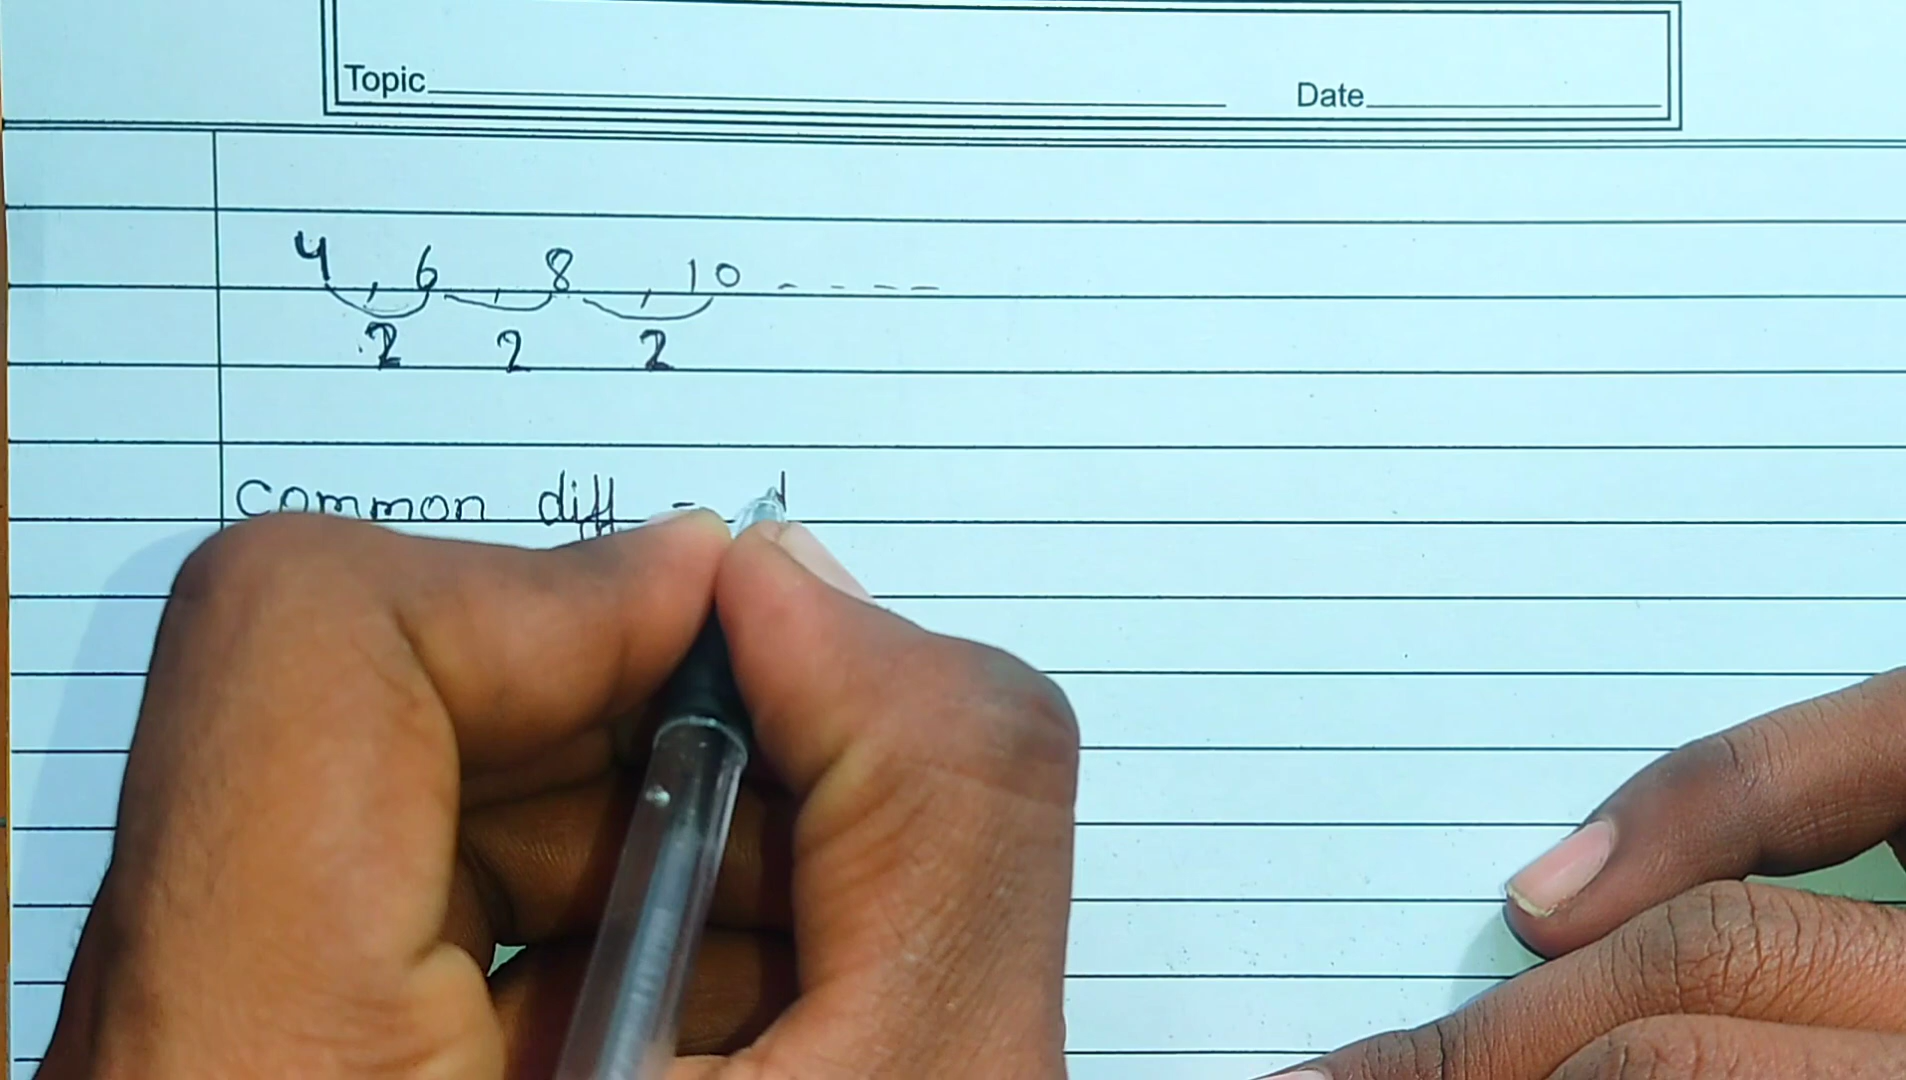 Topic Date
4, 6, 8, 10 - - - -
2 2 2
Common diff - d